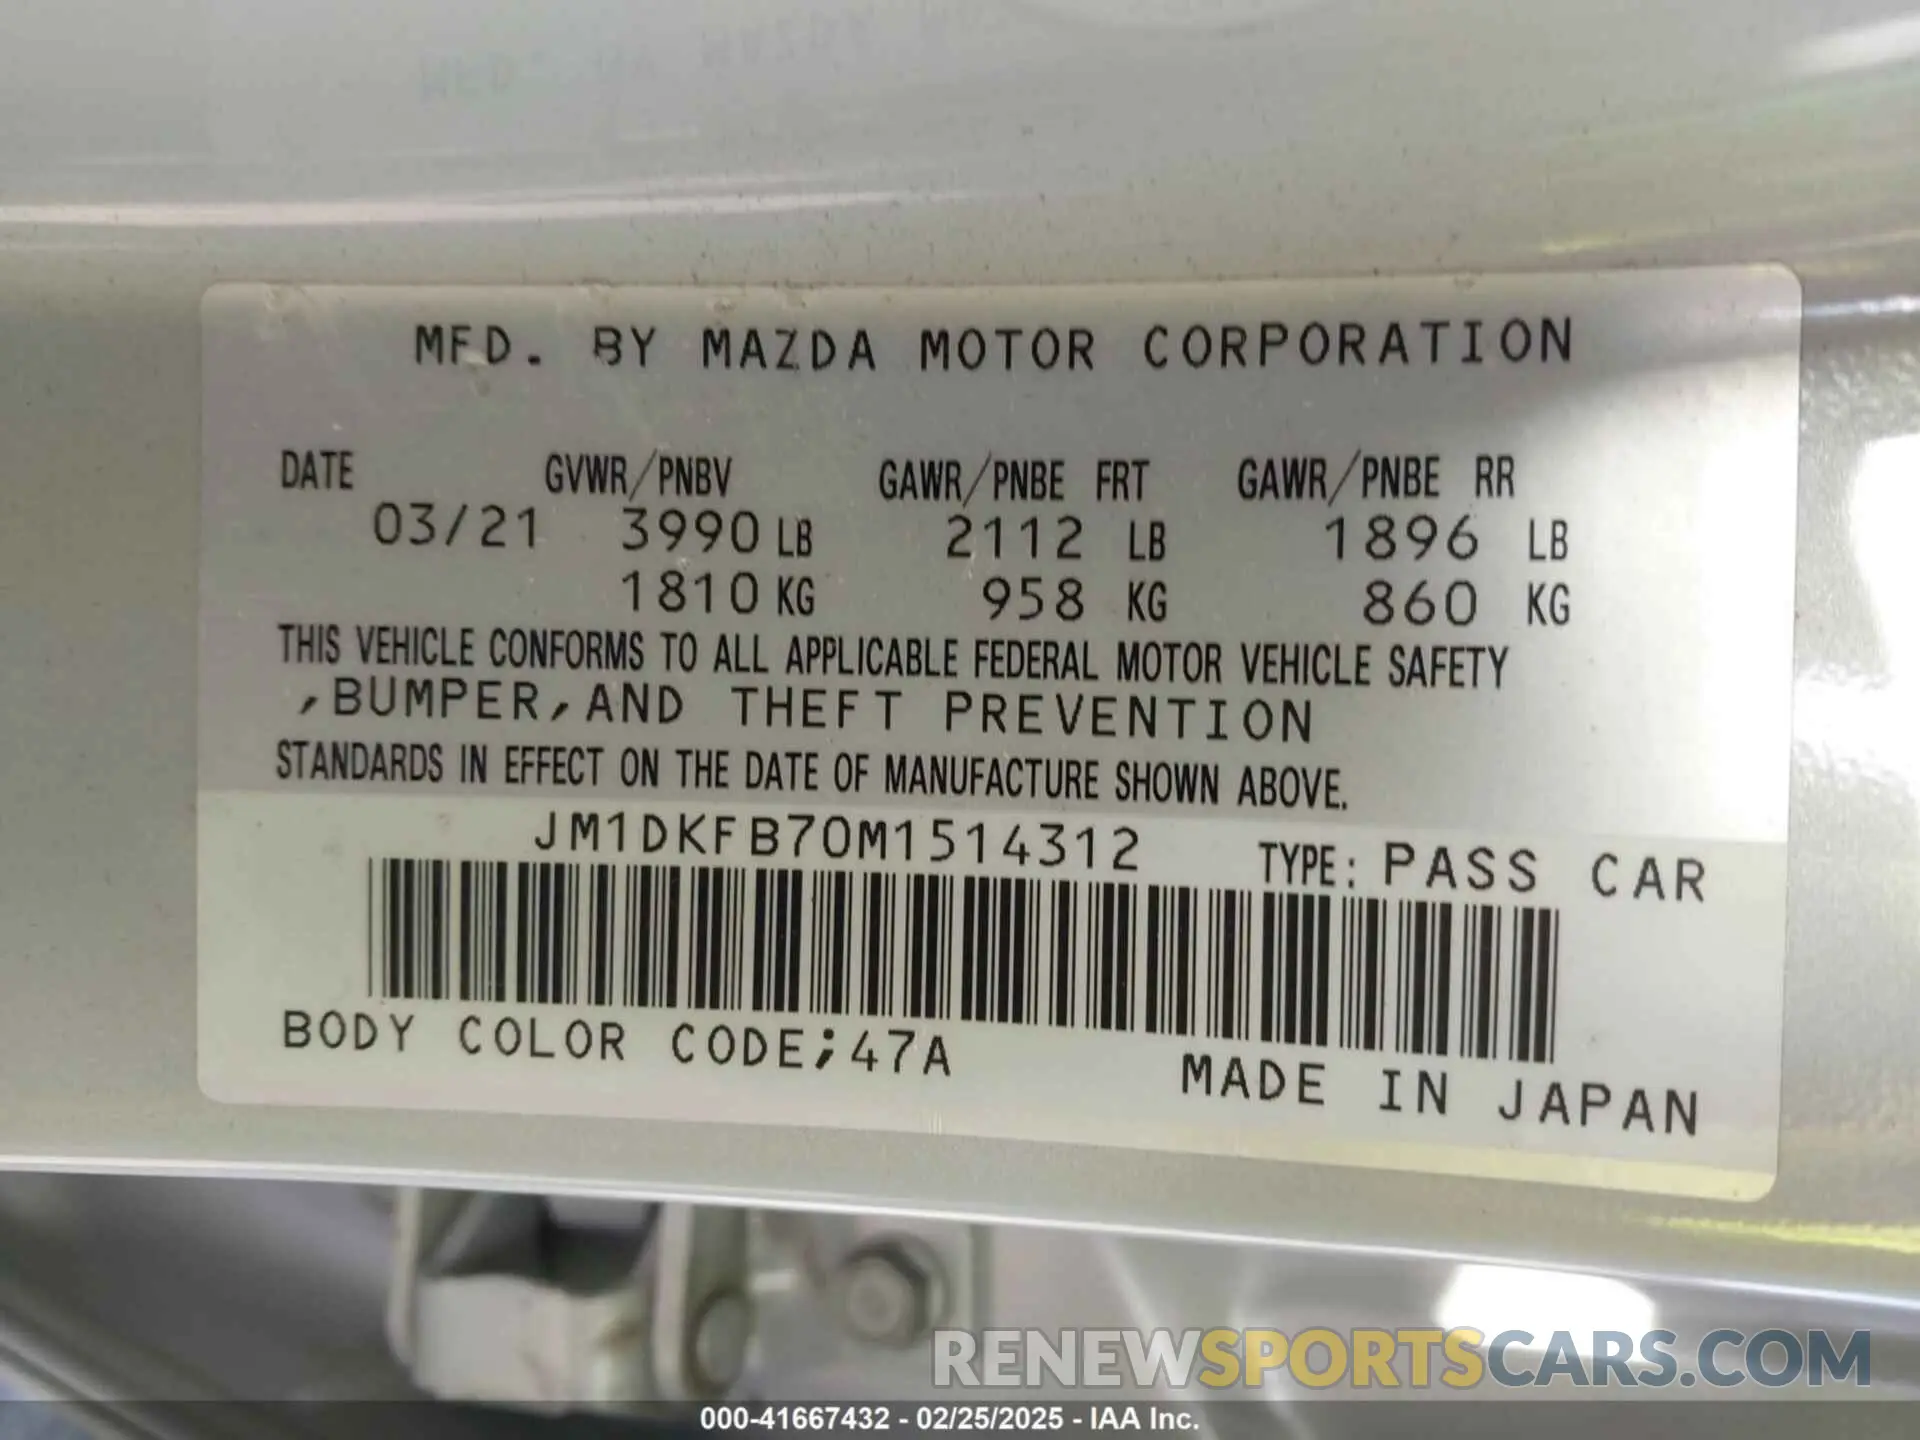 MFD. BY MAZDA MOTOR CORPORATION
DATE GVWR/PNBV GAWR/PNBE FRT GAWR/PNBE RR
03/21 3990 LB 2112 LB 1896 LB
1810 KG 958 KG 860 KG
THIS VEHICLE CONFORMS TO ALL APPLICABLE FEDERAL MOTOR VEHICLE SAFETY
,BUMPER,AND THEFT PREVENTION
STANDARDS IN EFFECT ON THE DATE OF MANUFACTURE SHOWN ABOVE.
JM1DKFB70M1514312 TYPE: PASS CAR
BODY COLOR CODE;47A
MADE IN JAPAN
RENEWSPORTSCARS.COM
000-41667432 - 02/25/2025 - IAA Inc.